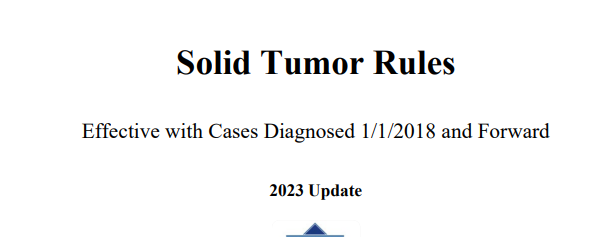 Solid Tumor Rules
Effective with Cases Diagnosed 1/1/2018 and Forward
2023 Update